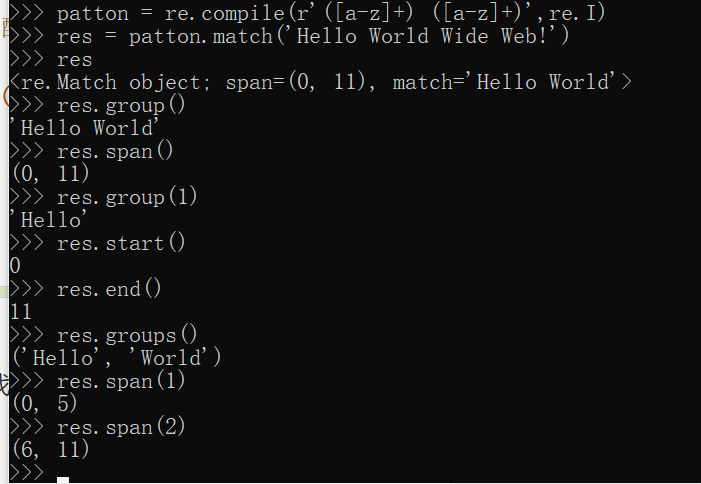 >>> patton = re.compile(r'([a-z]+) ([a-z]+)',re.I)
>>> res = patton.match('Hello World Wide Web!')
>>> res
<re.Match object; span=(0, 11), match='Hello World'>
>>> res.group()
'Hello World'
>>> res.span()
(0, 11)
>>> res.group(1)
'Hello'
>>> res.start()
0
>>> res.end()
11
>>> res.groups()
('Hello', 'World')
>>> res.span(1)
(0, 5)
>>> res.span(2)
(6, 11)
>>>